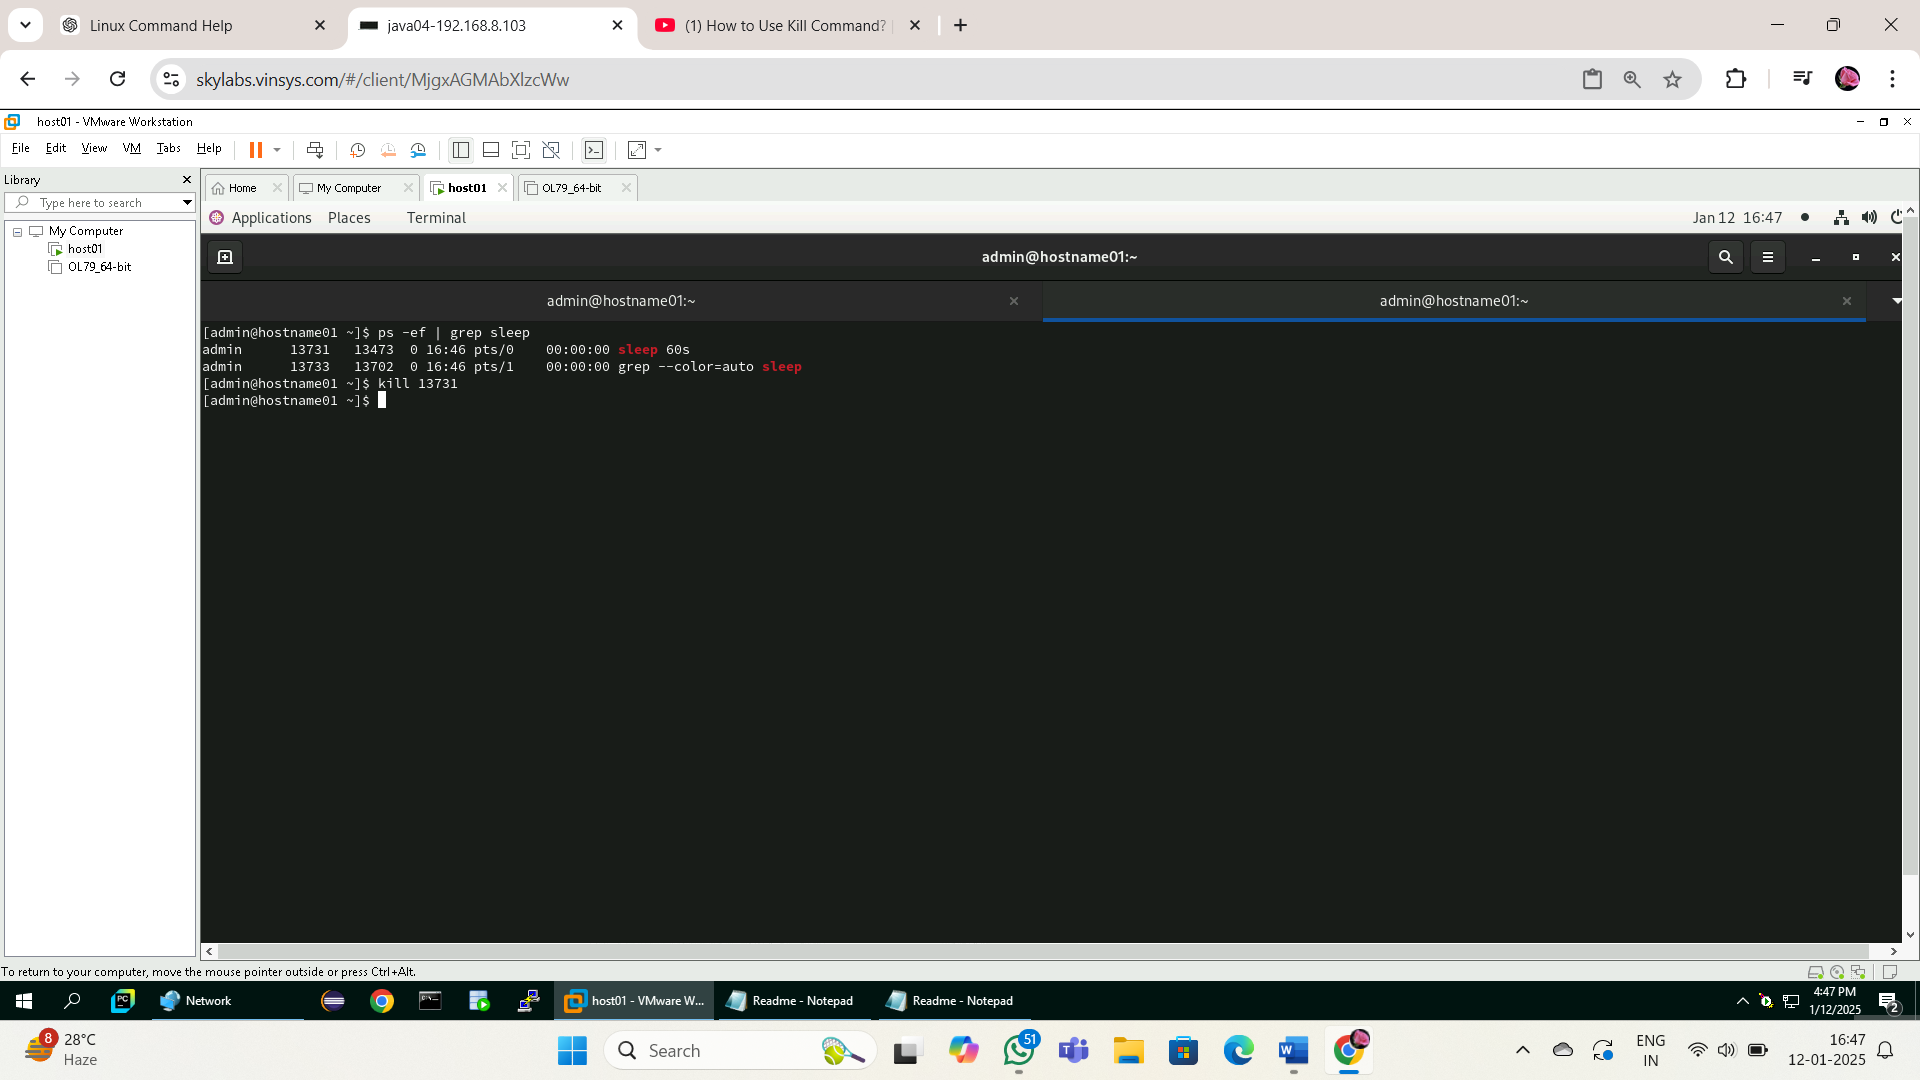 Linux Command Help
java04-192.168.8.103
(1) How to Use Kill Command?
skylabs.vinsys.com/#/client/MjgxAGMAbXlzcWw
host01 - VMware Workstation
File Edit View VM Tabs Help
Library
Type here to search
My Computer
host01
OL79_64-bit
Home
My Computer
host01
OL79_64-bit
Applications Places Terminal
Jan 12 16:47
admin@hostname01:~
admin@hostname01:~
admin@hostname01:~
[admin@hostname01 ~]$ ps -ef | grep sleep
admin 13731 13473 0 16:46 pts/0 00:00:00 sleep 60s
admin 13733 13702 0 16:46 pts/1 00:00:00 grep --color=auto sleep
[admin@hostname01 ~]$ kill 13731
[admin@hostname01 ~]$
To return to your computer, move the mouse pointer outside or press Ctrl+Alt.
PC
Network
host01 - VMware W...
Readme - Notepad
Readme - Notepad
4:47 PM
1/12/2025
2
8
28°C
Haze
Search
51
ENG
IN
16:47
12-01-2025